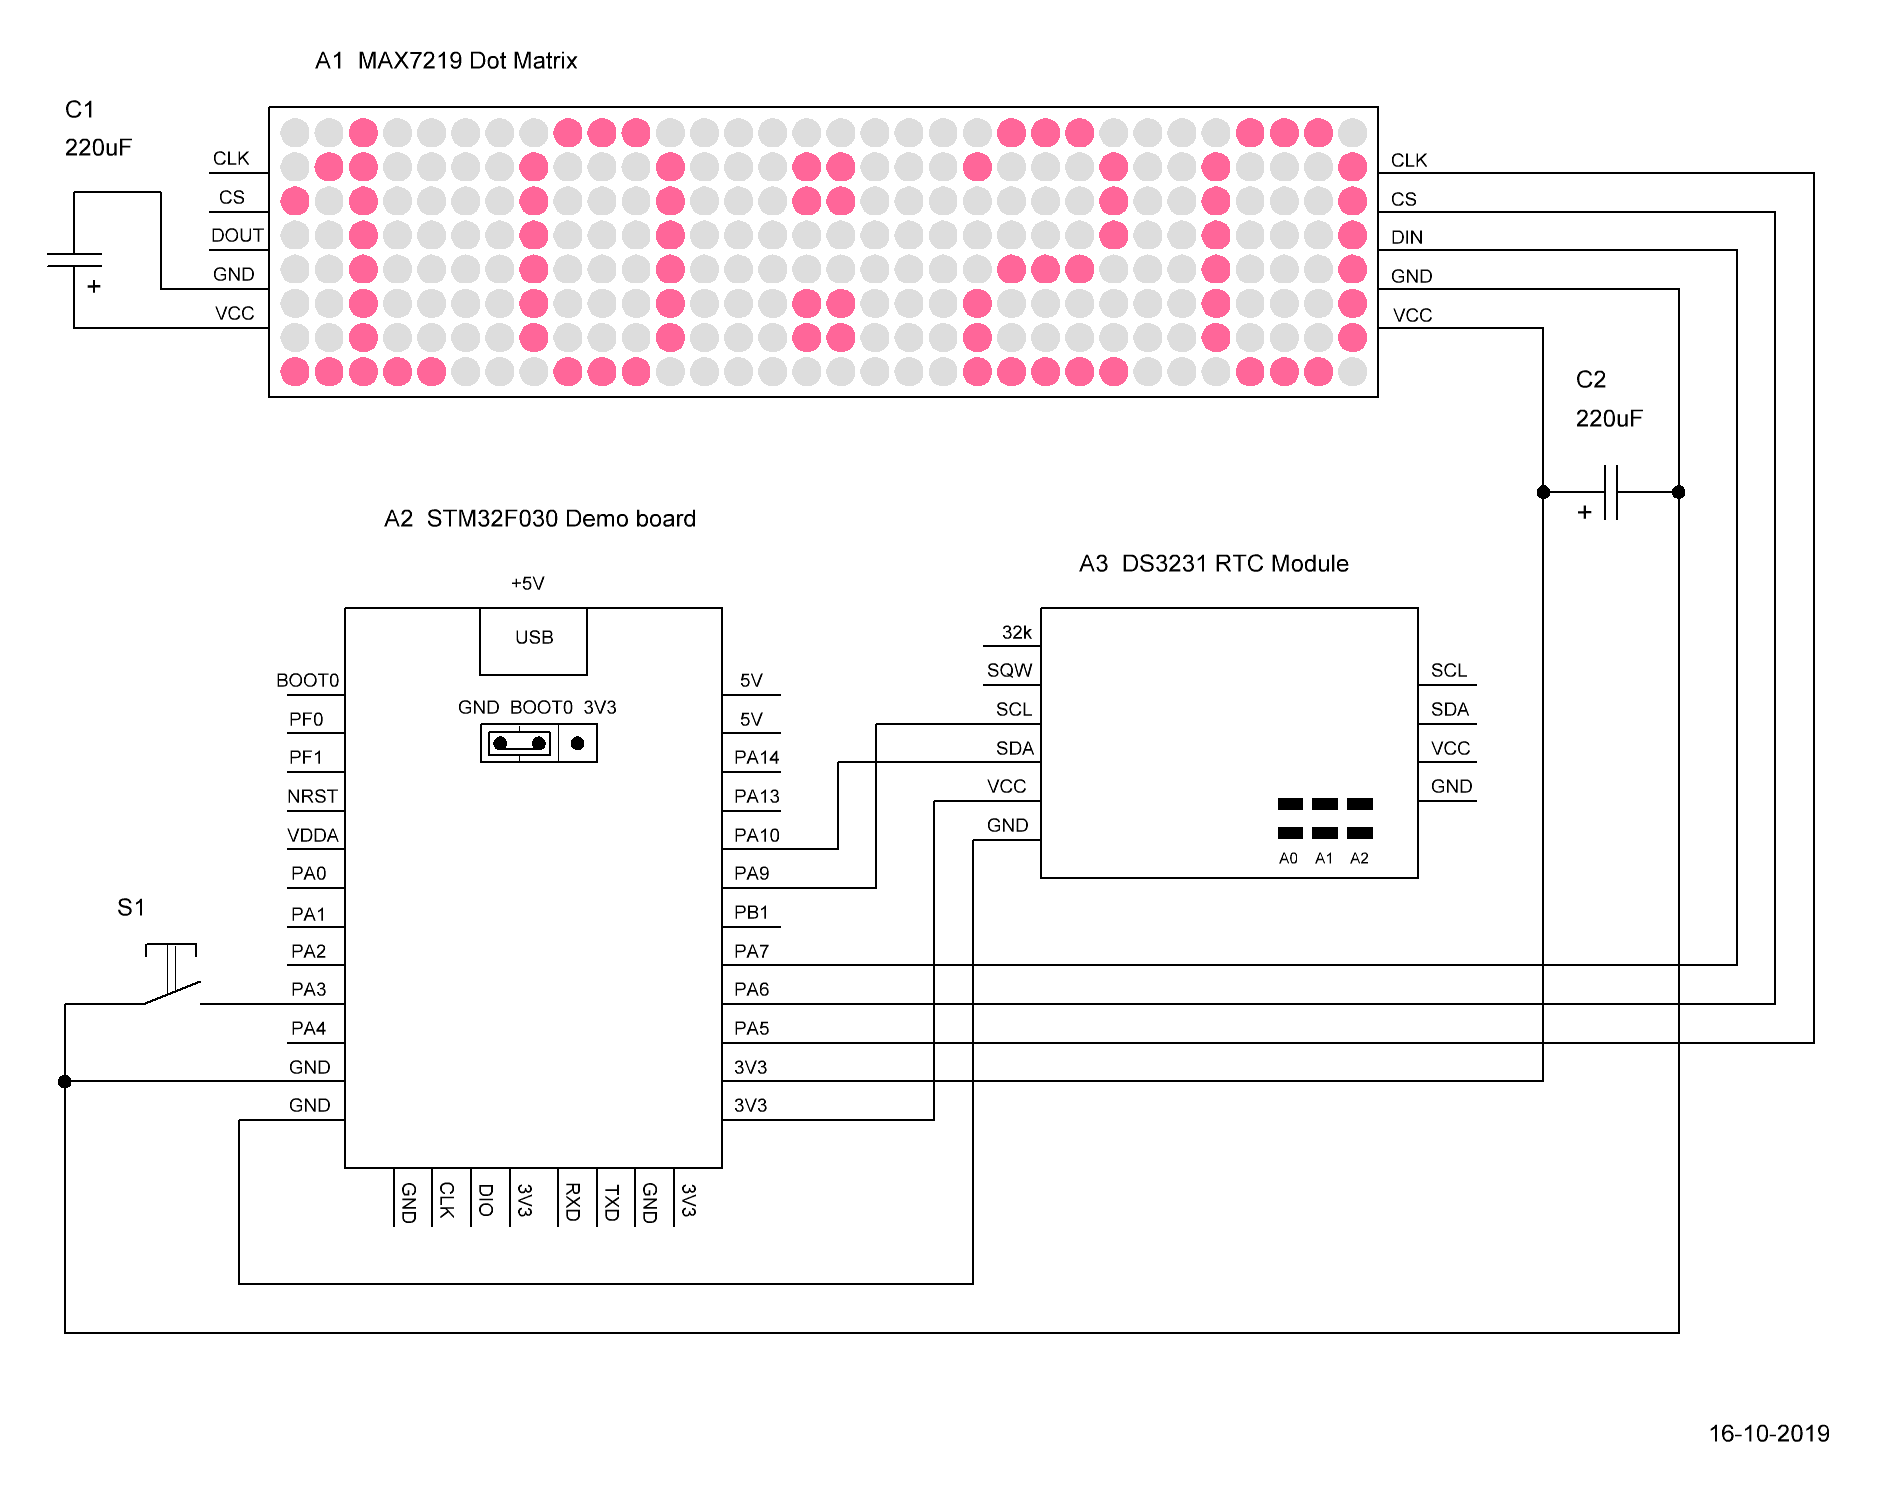 A1 MAX7219 Dot Matrix
C1
220uF
CLK
CS
DOUT
GND
VCC
10:20
CLK
CS
DIN
GND
VCC
C2
220uF
+
+
A2 STM32F030 Demo board
+5V
USB
GND BOOT0 3V3
BOOT0
PF0
PF1
NRST
VDDA
PA0
PA1
PA2
PA3
PA4
GND
GND
5V
5V
PA14
PA13
PA10
PA9
PB1
PA7
PA6
PA5
3V3
3V3
GND
CLK
DIO
3V3
RXD
TXD
GND
3V3
S1
A3 DS3231 RTC Module
32k
SQW
SCL
SDA
VCC
GND
SCL
SDA
VCC
GND
A0 A1 A2
16-10-2019